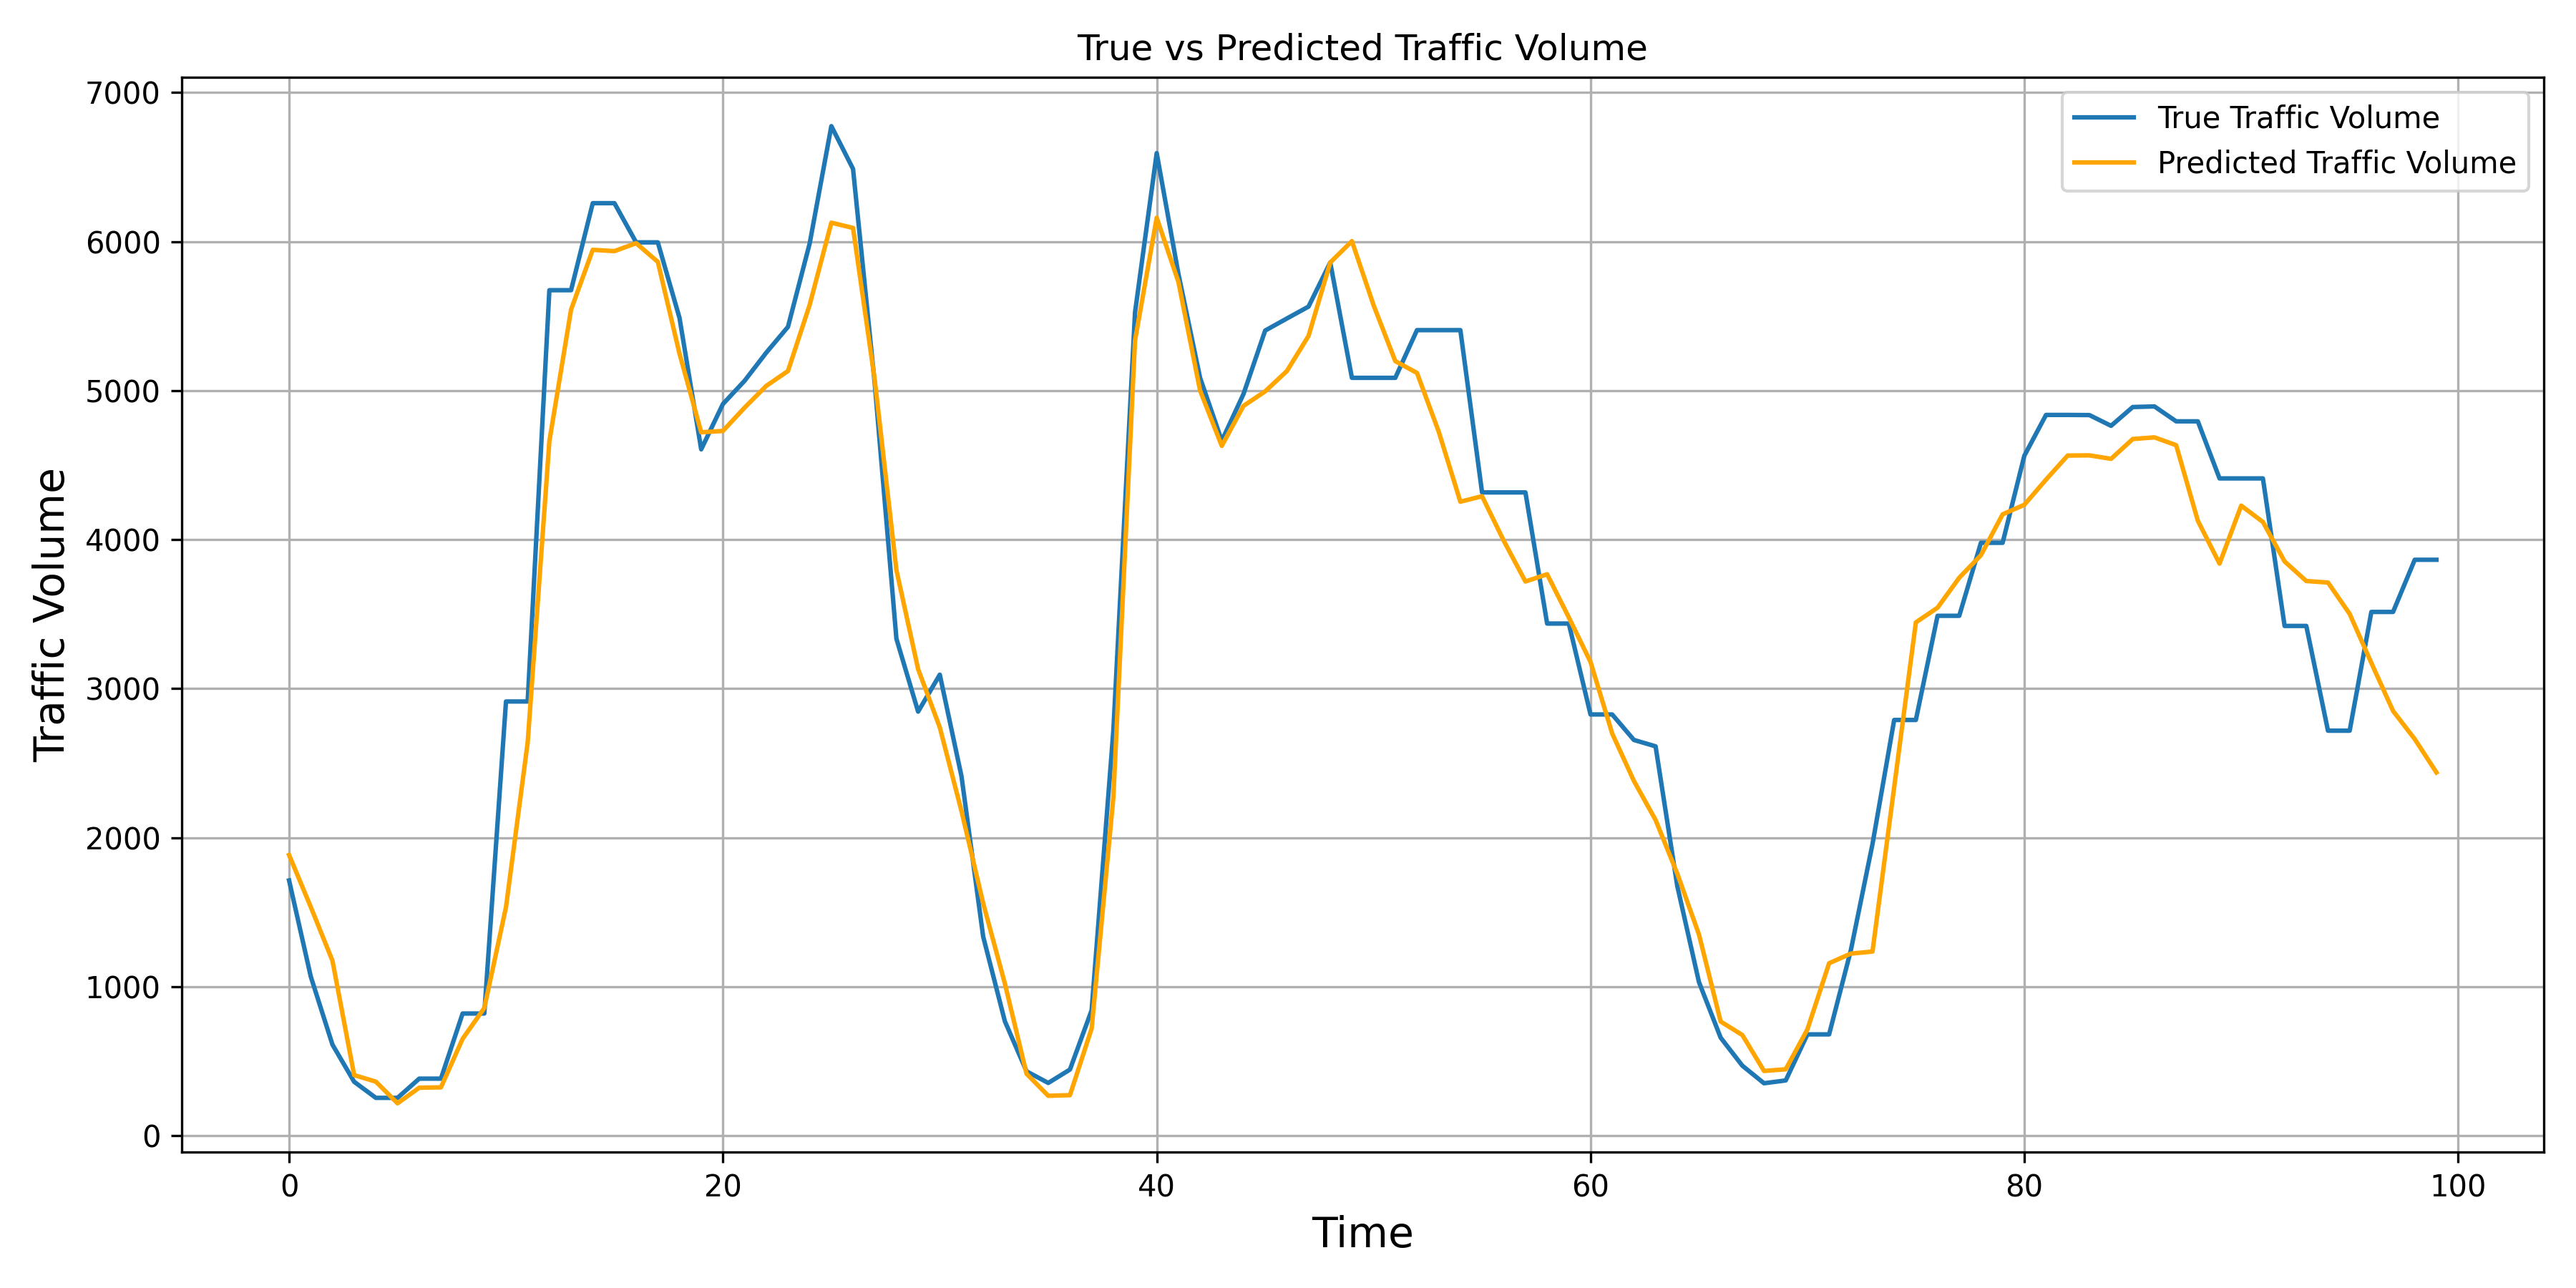 True vs Predicted Traffic Volume
True Traffic Volume
Predicted Traffic Volume
Traffic Volume
7000
6000
5000
4000
3000
2000
1000
0
0 20 40 60 80 100
Time